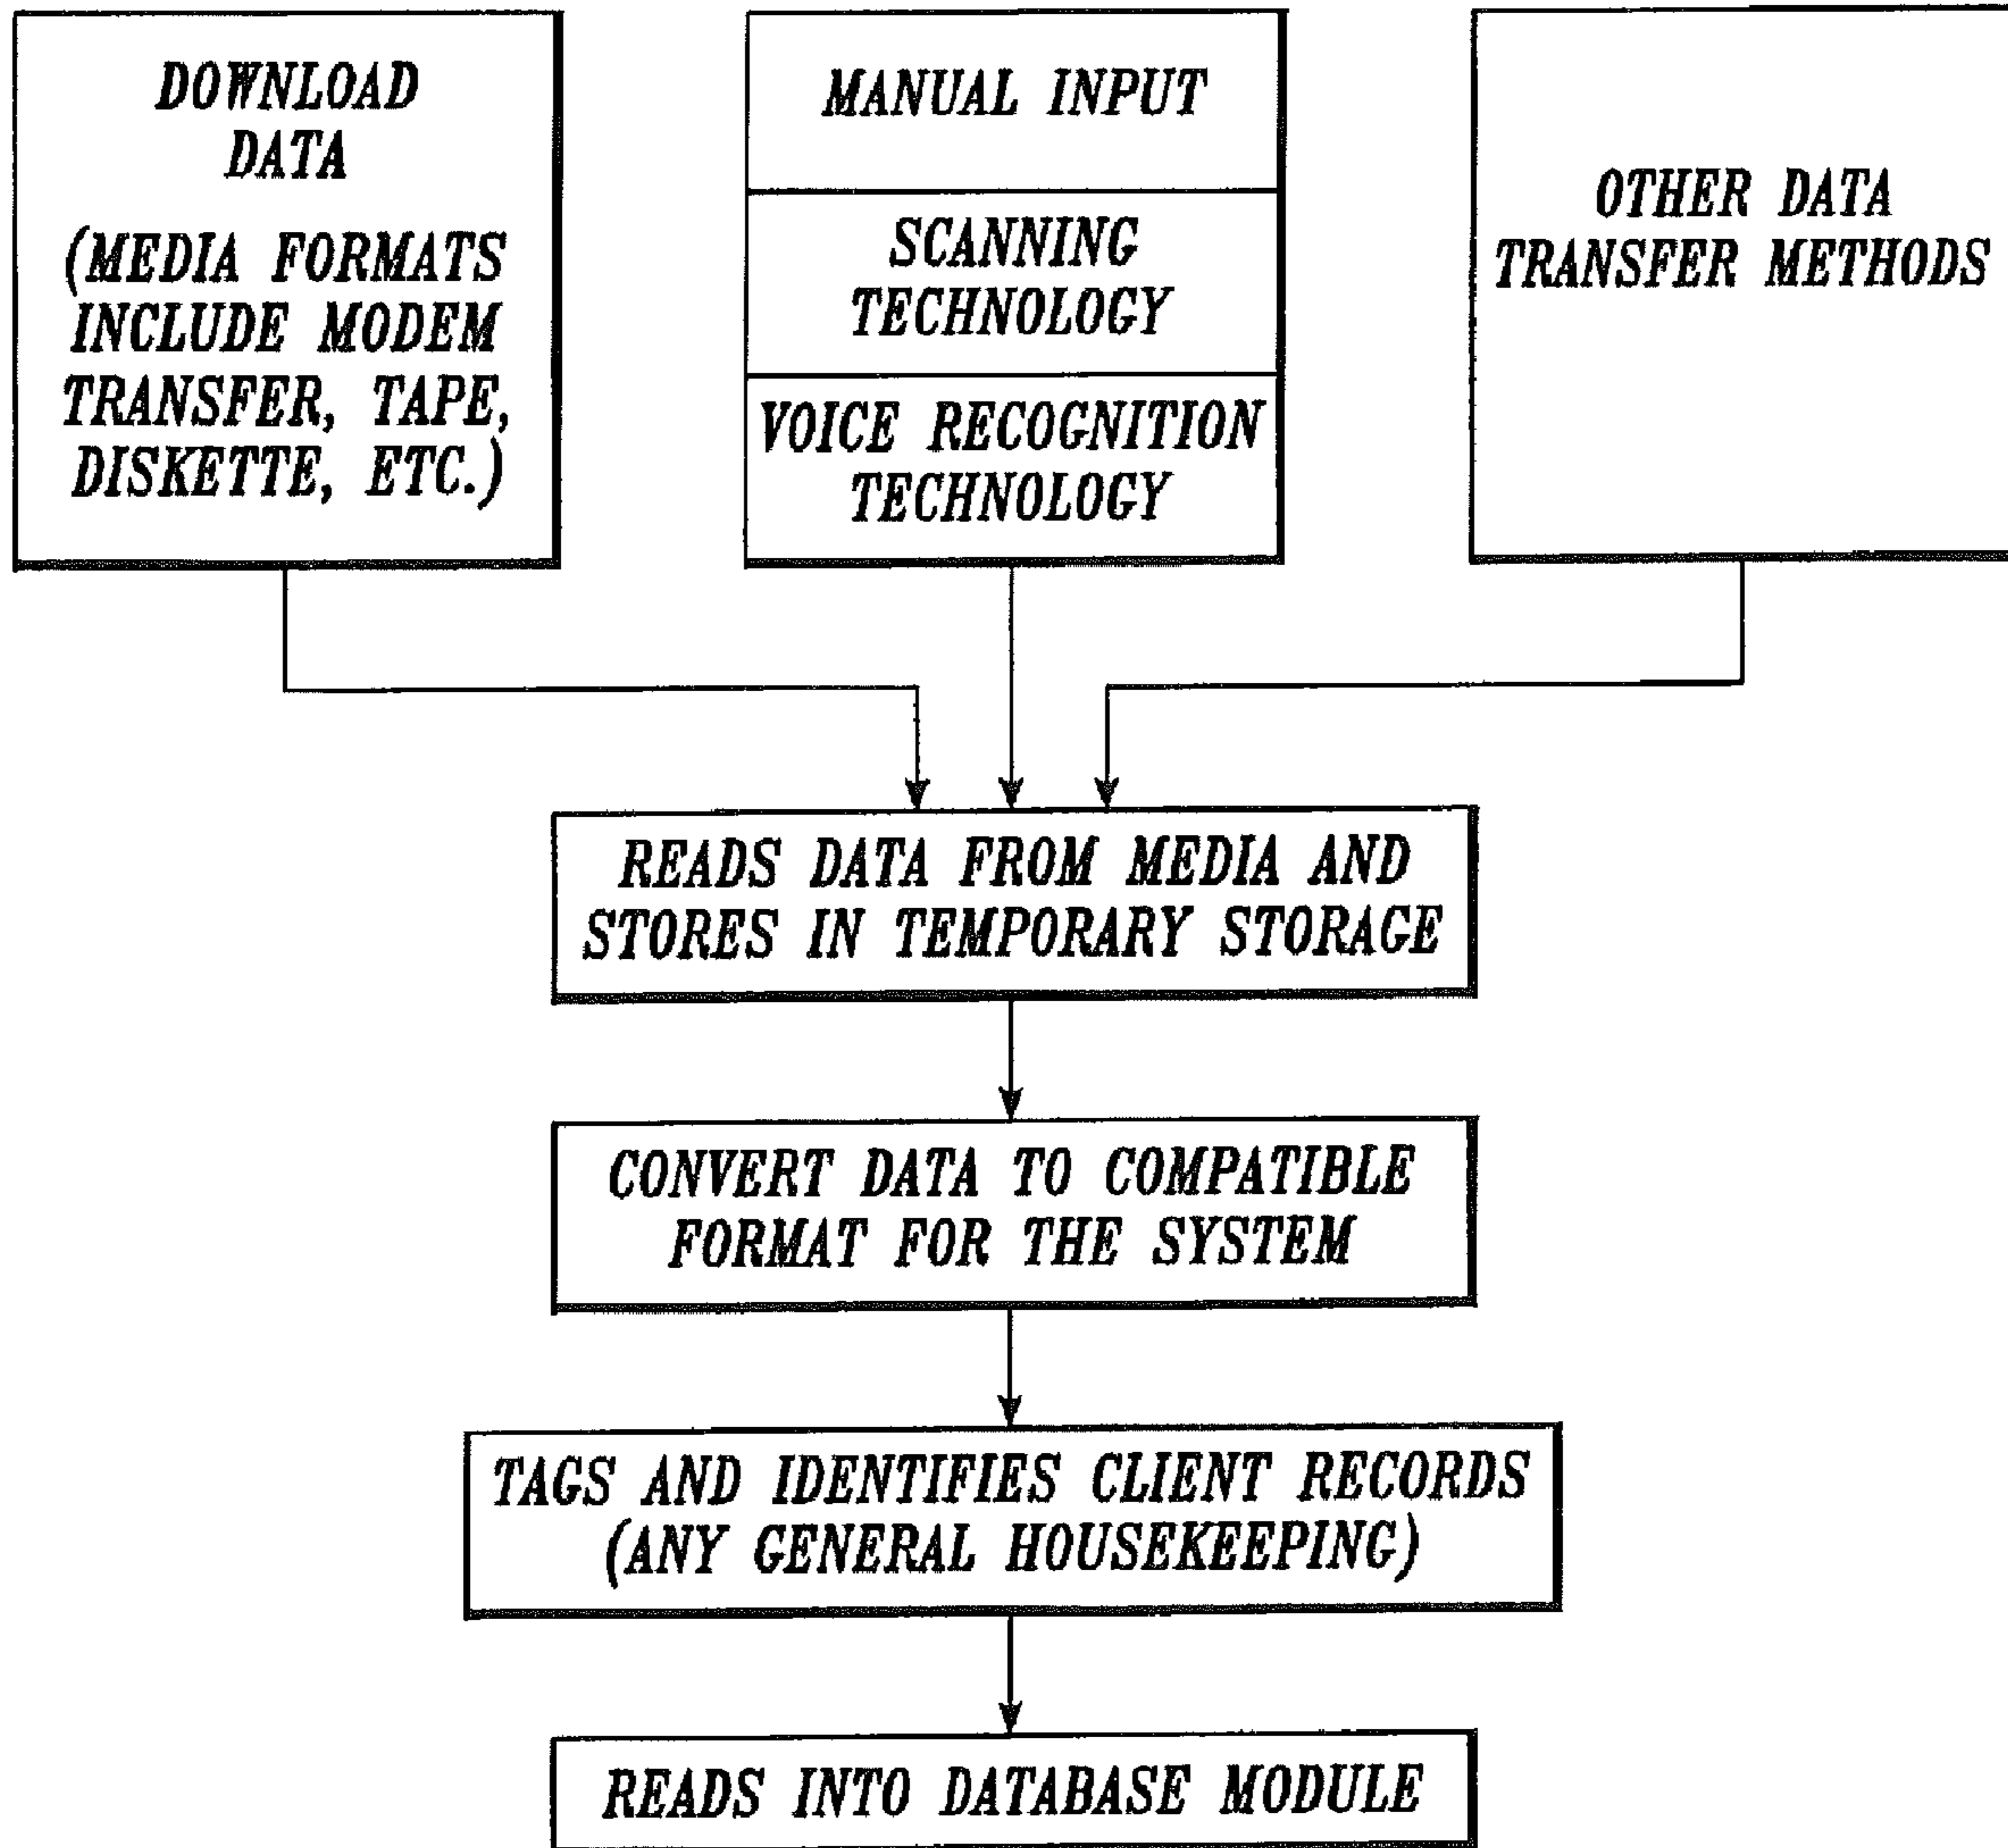 DOWNLOAD
DATA
(MEDIA FORMATS
INCLUDE MODEM
TRANSFER, TAPE,
DISKETTE, ETC.)
MANUAL INPUT
SCANNING
TECHNOLOGY
VOICE RECOGNITION
TECHNOLOGY
OTHER DATA
TRANSFER METHODS
READS DATA FROM MEDIA AND
STORES IN TEMPORARY STORAGE
CONVERT DATA TO COMPATIBLE
FORMAT FOR THE SYSTEM
TAGS AND IDENTIFIES CLIENT RECORDS
(ANY GENERAL HOUSEKEEPING)
READS INTO DATABASE MODULE